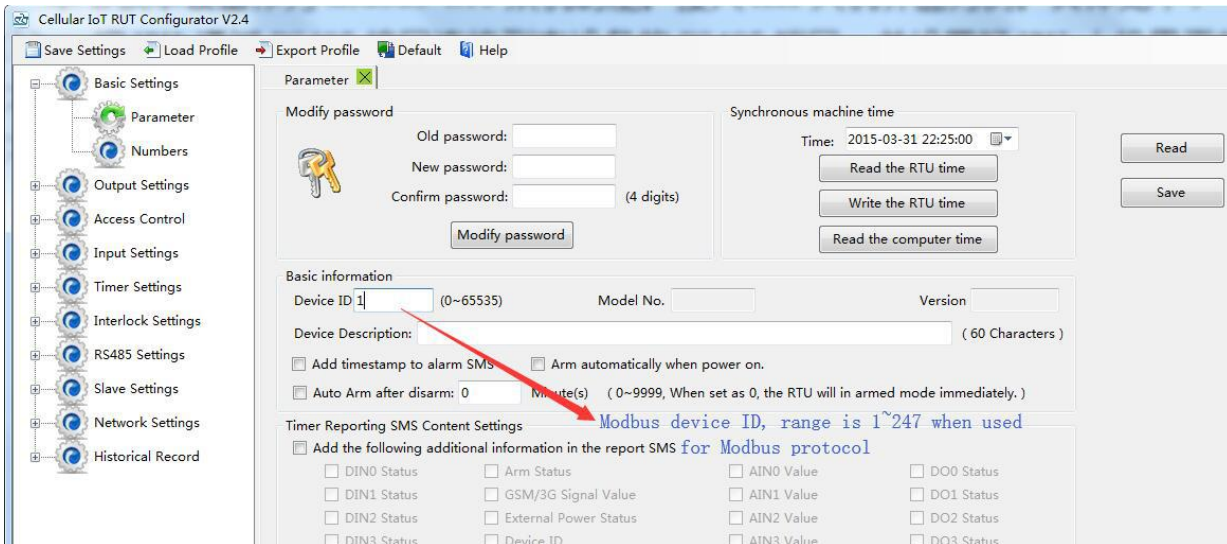 Cellular IoT RUT Configurator V2.4
Save Settings Load Profile Export Profile Default Help
Basic Settings
Parameter
Numbers
Output Settings
Access Control
Input Settings
Timer Settings
Interlock Settings
RS485 Settings
Slave Settings
Network Settings
Historical Record
Parameter
Modify password
Old password:
New password:
Confirm password: (4 digits)
Modify password
Synchronous machine time
Time: 2015-03-31 22:25:00
Read the RTU time
Write the RTU time
Read the computer time
Read
Save
Basic information
Device ID 1 (0~65535) Model No. Version
Device Description: ( 60 Characters )
Add timestamp to alarm SMS Arm automatically when power on.
Auto Arm after disarm: 0 Minute(s) ( 0~9999, When set as 0, the RTU will in armed mode immediately. )
Modbus device ID, range is 1~247 when used
for Modbus protocol
Timer Reporting SMS Content Settings
Add the following additional information in the report SMS
DIN0 Status Arm Status AIN0 Value DO0 Status
DIN1 Status GSM/3G Signal Value AIN1 Value DO1 Status
DIN2 Status External Power Status AIN2 Value DO2 Status
DIN3 Status Device ID AIN3 Value DO3 Status